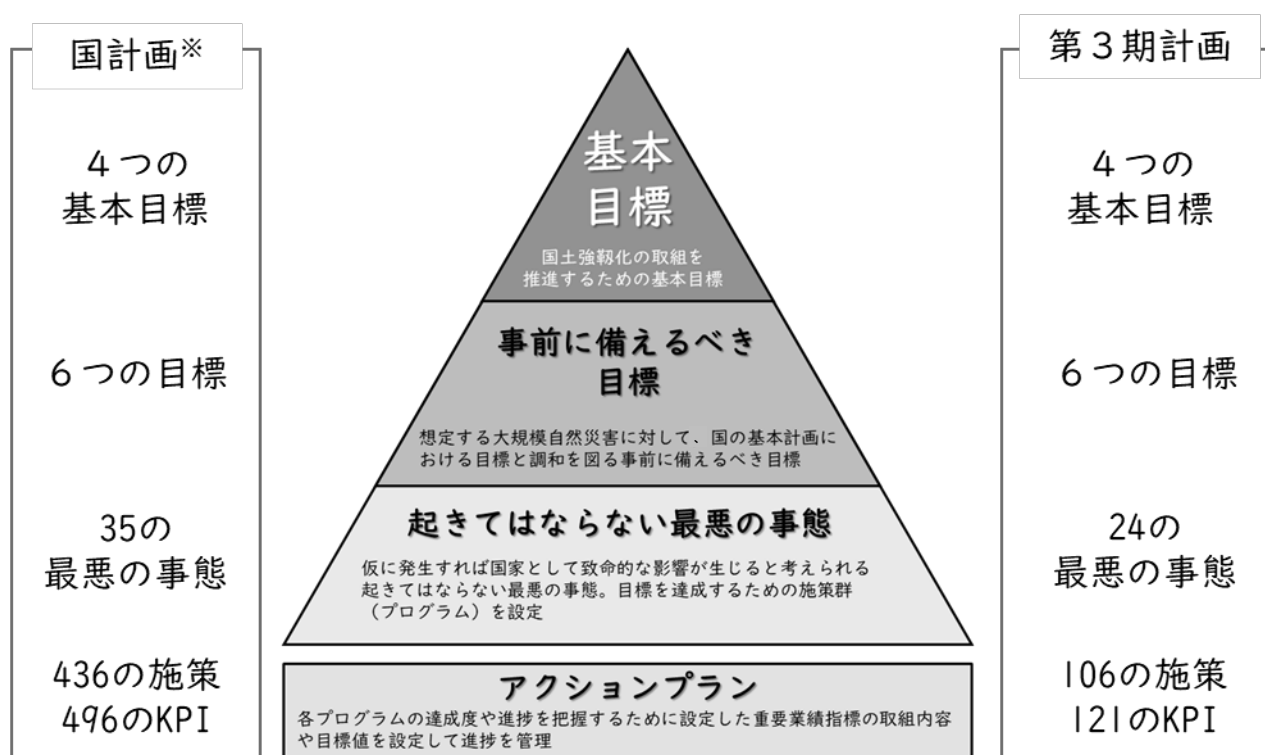 国計画※
4つの
基本目標
6つの目標
35の
最悪の事態
436の施策
496のKPI
基本
目標
国土強靱化の取組を
推進するための基本目標
事前に備えるべき
目標
想定する大規模自然災害に対して、国の基本計画に
おける目標と調和を図る事前に備えるべき目標
起きてはならない最悪の事態
仮に発生すれば国家として致命的な影響が生じると考えられる
起きてはならない最悪の事態。目標を達成するための施策群
（プログラム）を設定
アクションプラン
各プログラムの達成度や進捗を把握するために設定した重要業績指標の取組内容
や目標値を設定して進捗を管理
第３期計画
4つの
基本目標
6つの目標
24の
最悪の事態
106の施策
121のKPI